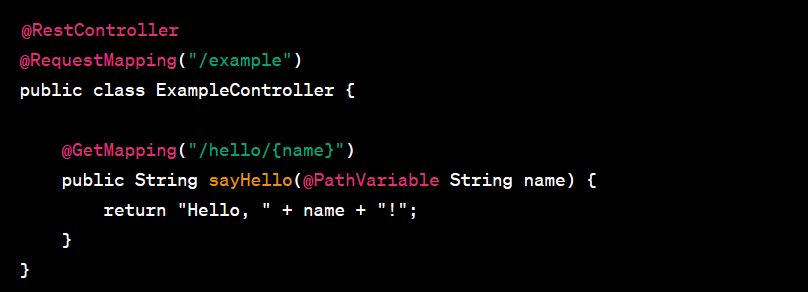 @RestController
@RequestMapping("/example")
public class ExampleController {
@GetMapping("/hello/{name}")
public String sayHello(@PathVariable String name) {
return "Hello, " + name + "!";
}
}